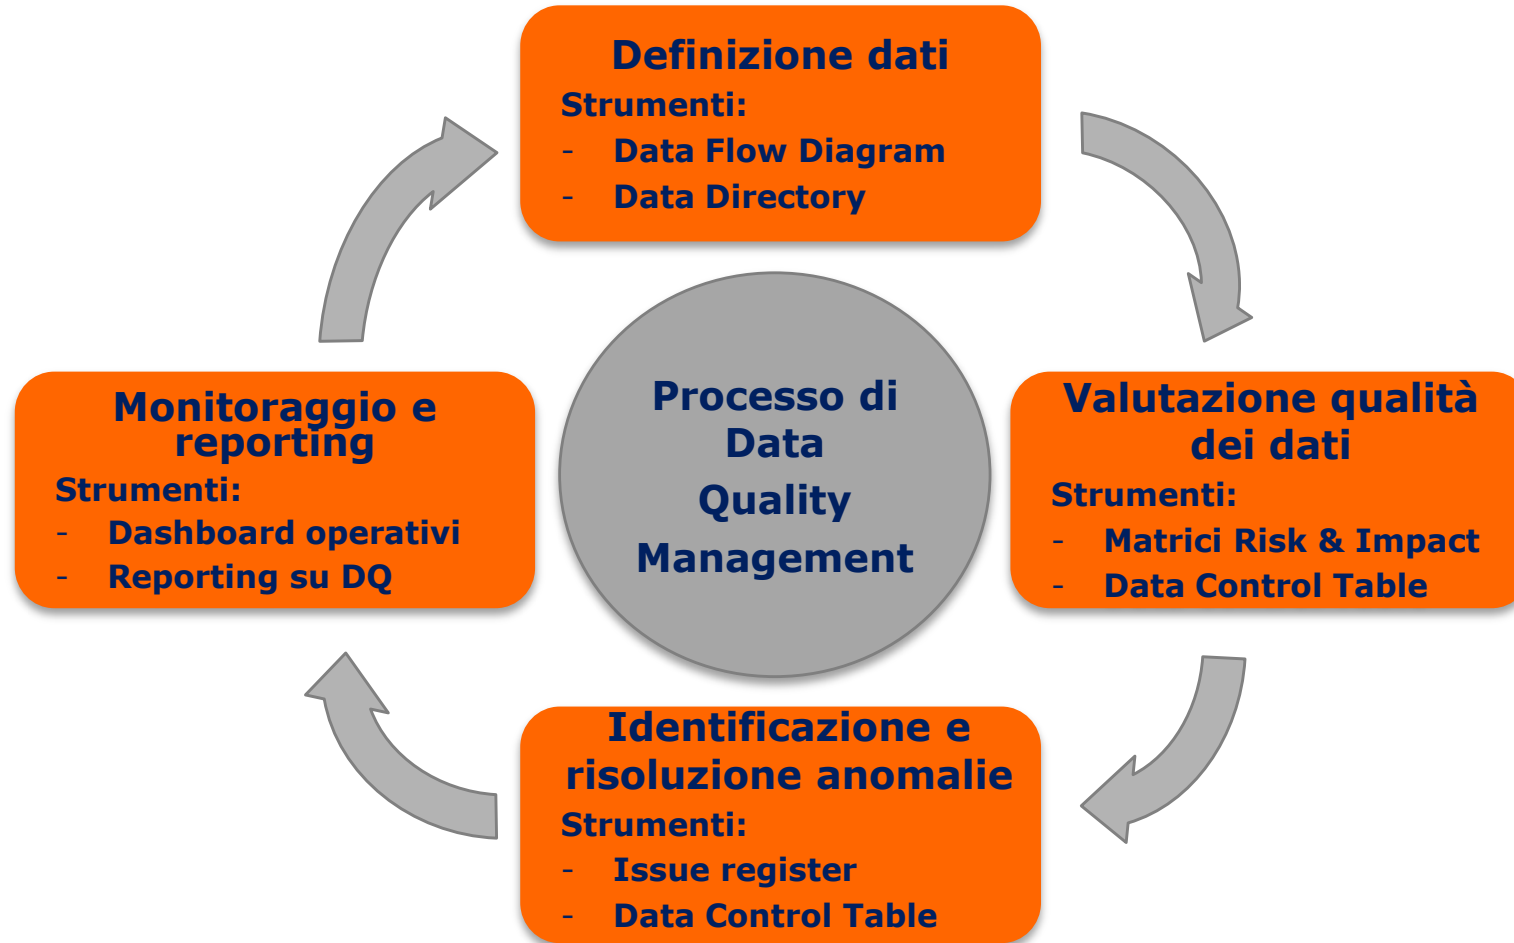 Definizione dati
Strumenti:
- Data Flow Diagram
- Data Directory
Monitoraggio e
reporting
Strumenti:
- Dashboard operativi
- Reporting su DQ
Processo di
Data
Quality
Management
Valutazione qualità
dei dati
Strumenti:
- Matrici Risk & Impact
- Data Control Table
Identificazione e
risoluzione anomalie
Strumenti:
- Issue register
- Data Control Table